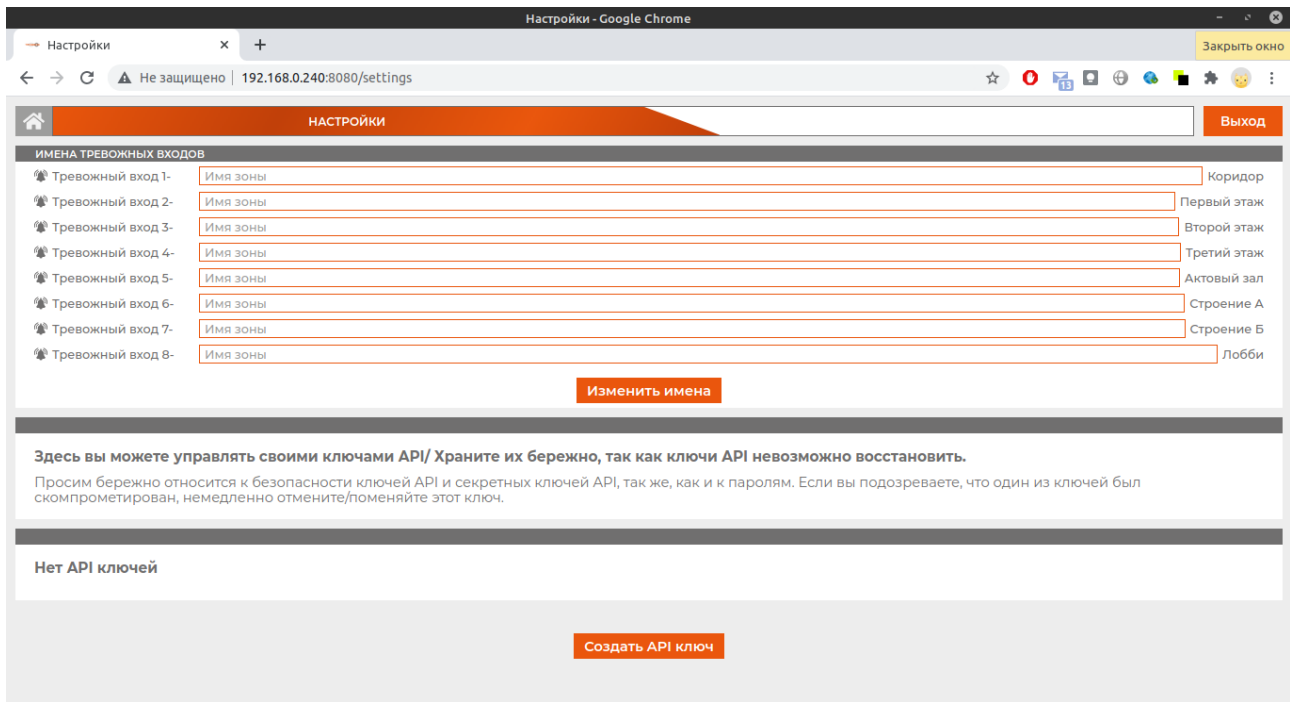 Настройки - Google Chrome
Настройки
Закрыть окно
Не защищено 192.168.0.240:8080/settings
13
НАСТРОЙКИ
Выход
ИМЕНА ТРЕВОЖНЫХ ВХОДОВ
Тревожный вход 1- Имя зоны Коридор
Тревожный вход 2- Имя зоны Первый этаж
Тревожный вход 3- Имя зоны Второй этаж
Тревожный вход 4- Имя зоны Третий этаж
Тревожный вход 5- Имя зоны Актовый зал
Тревожный вход 6- Имя зоны Строение А
Тревожный вход 7- Имя зоны Строение Б
Тревожный вход 8- Имя зоны Лобби
Изменить имена
Здесь вы можете управлять своими ключами API/ Храните их бережно, так как ключи API невозможно восстановить.
Просим бережно относится к безопасности ключей API и секретных ключей API, так же, как и к паролям. Если вы подозреваете, что один из ключей был
скомпрометирован, немедленно отмените/поменяйте этот ключ.
Нет API ключей
Создать API ключ